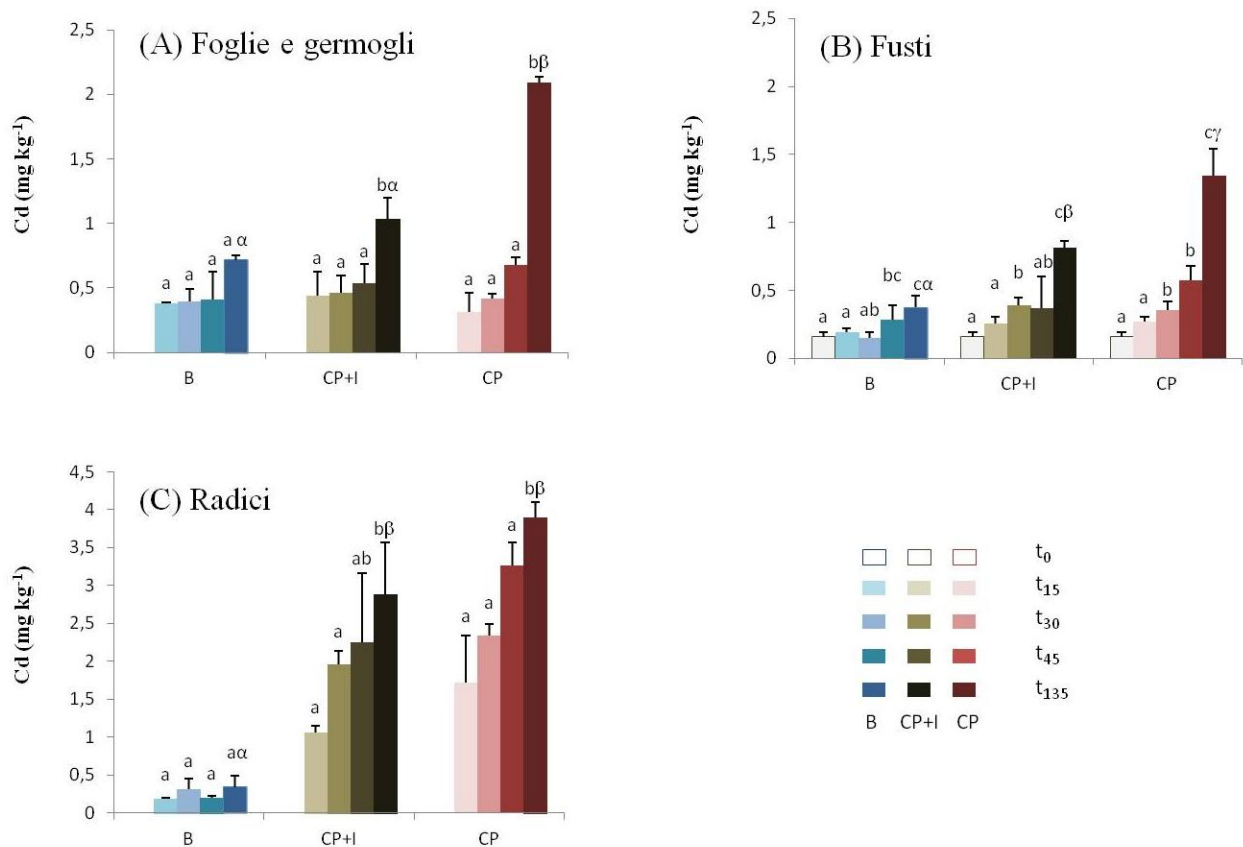 (A) Foglie e germogli
Cd (mg kg⁻¹)
2,5
2
1,5
1
0,5
0
a a a a α
a a a bα
a a a bβ
B CP+I CP
(B) Fusti
Cd (mg kg⁻¹)
2,5
2
1,5
1
0,5
0
a a ab bc cα
a a b ab cβ
a a b b cγ
B CP+I CP
(C) Radici
Cd (mg kg⁻¹)
4,5
4
3,5
3
2,5
2
1,5
1
0,5
0
a a a aα
a a ab bβ
a a a bβ
B CP+I CP
t₀
t₁₅
t₃₀
t₄₅
t₁₃₅
B CP+I CP